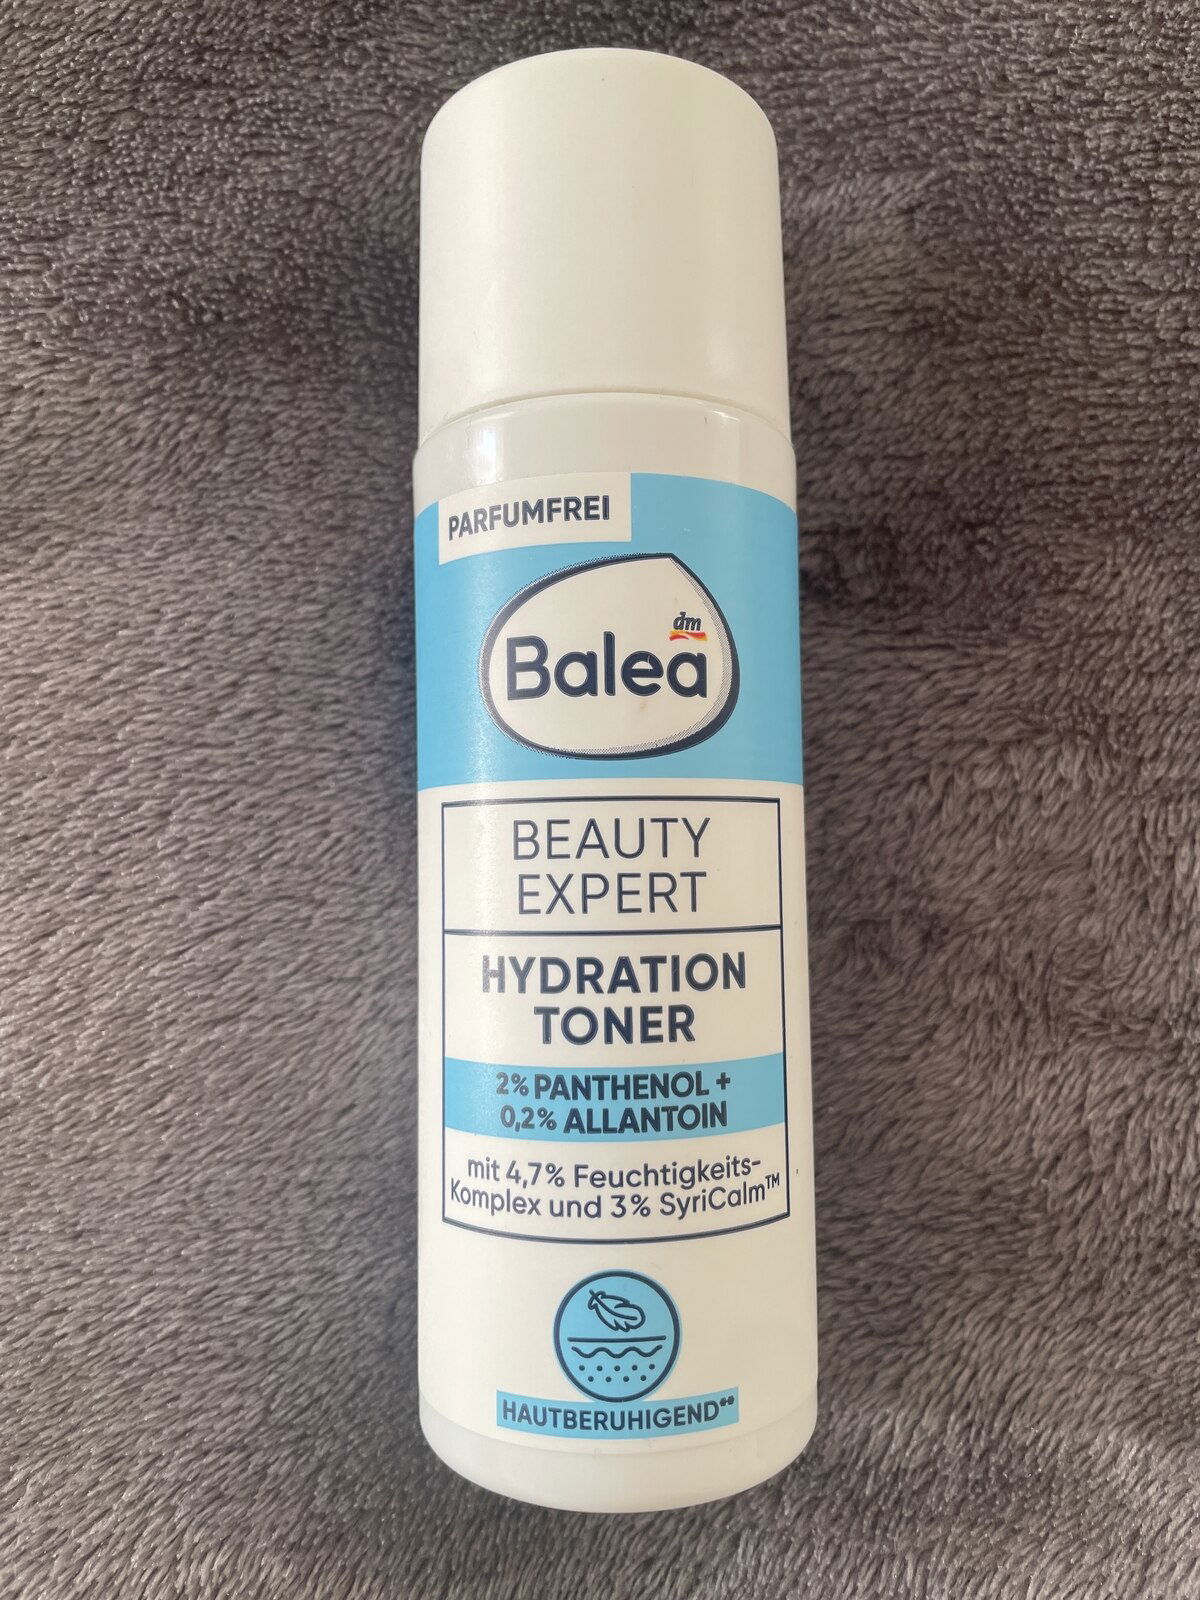 PARFUMFREI
dm
Balea
BEAUTY
EXPERT
HYDRATION
TONER
2% PANTHENOL +
0,2% ALLANTOIN
mit 4,7% Feuchtigkeits-
Komplex und 3% SyriCalm™
HAUTBERUHIGEND**